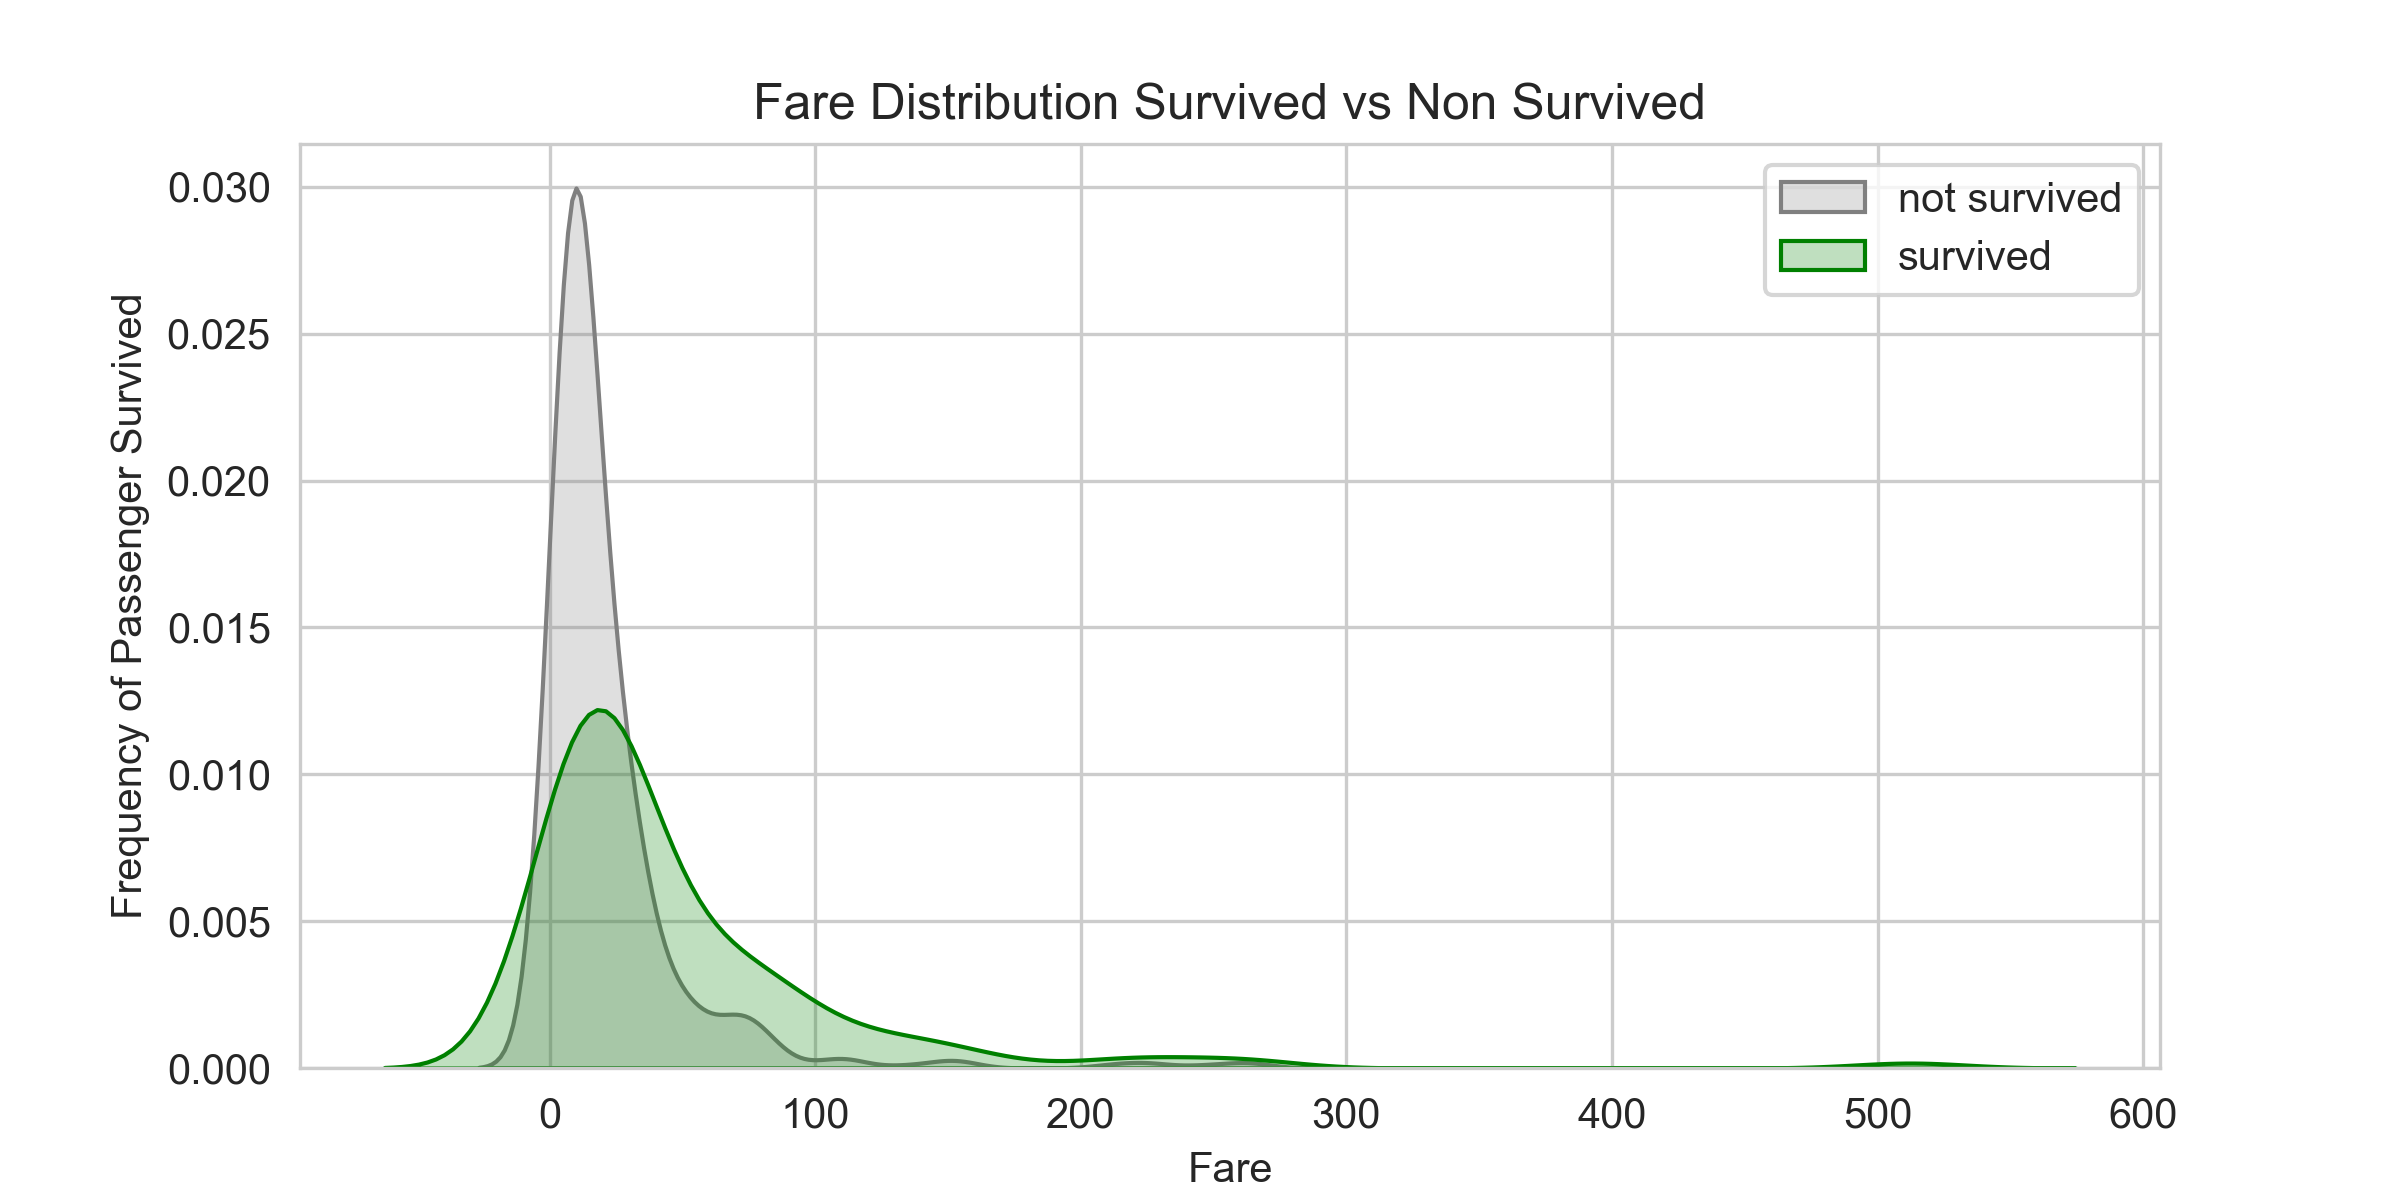 Fare Distribution Survived vs Non Survived
not survived
survived
Frequency of Passenger Survived
0.030
0.025
0.020
0.015
0.010
0.005
0.000
0 100 200 300 400 500 600
Fare